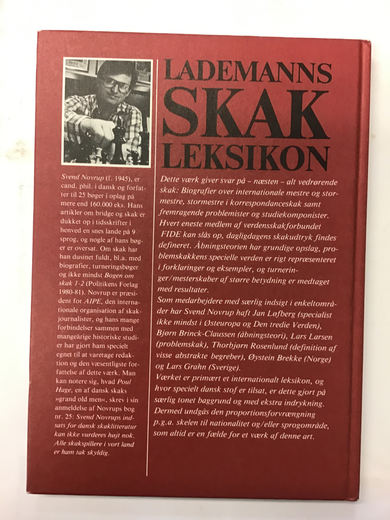 LADEMANNS
SKAK
LEKSIKON
Dette værk giver svar på – næsten – alt vedrørende
skak: Biografier over internationale mestre og stor-
mestre, stormestre i korrespondanceskak samt
fremragende problemister og studiekomponister.
Hvert eneste medlem af verdensskakforbundet
FIDE kan slås op, dagligdagens skakudtryk findes
defineret. Åbningsteorien har grundige opslag, pro-
blemskakkens specielle verden er rigt repræsenteret
i forklaringer og eksempler, og turnerin-
ger/mesterskaber af større betydning er medtaget
med resultater.
Som medarbejdere med særlig indsigt i enkeltområ-
der har Svend Novrup haft Jan Løfberg (specialist
ikke mindst i Østeuropa og Den tredie Verden),
Bjørn Brinck-Claussen (åbningsteori), Lars Larsen
(problemskak), Thorbjørn Rosenlund (definition af
visse abstrakte begreber), Øystein Brekke (Norge)
og Lars Grahn (Sverige).
Værket er primært et internationalt leksikon, og
hvor specielt dansk stof er tilsat, er dette gjort på
særlig tonet baggrund og med ekstra indrykning.
Dermed undgås den proportionsforvrængning
p.g.a. skelen til nationalitet og/eller sprogområde,
som altid er en fælde for et værk af denne art.
Svend Novrup (f. 1945), er
cand. phil. i dansk og forfat-
ter til 25 bøger i oplag på
mere end 160.000 eks. Hans
artikler om bridge og skak er
dukket op i tidsskrifter i
hobeved en snes lande på 9
sprog, og nogle af hans bøg-
er er oversat. Om skak har
han dusinet fuldt, bl.a. med
biografier, turneringsbøger
og ikke mindst Bogen om
skak 1-2 (Politikens Forlag
1980-81). Novrup er præsi-
dent for AIPE, den interna-
tionale organisation af skak-
journalister, og hans mange
forbindelser sammen med
mangeårige historiske studi-
er har gjort ham specielt
egnet til at varetage redak-
tion og den væsentligste for-
fattelse af dette værk. Man
kan notere sig, hvad Poul
Hage, en af dansk skaks
»grand old men«, skrev i sin
anmeldelse af Novrups bog
nr. 25: Svend Novrups ind-
sats for dansk skaklitteratur
kan ikke vurderes højt nok.
Alle skakspillere i vort land
er ham tak skyldig.